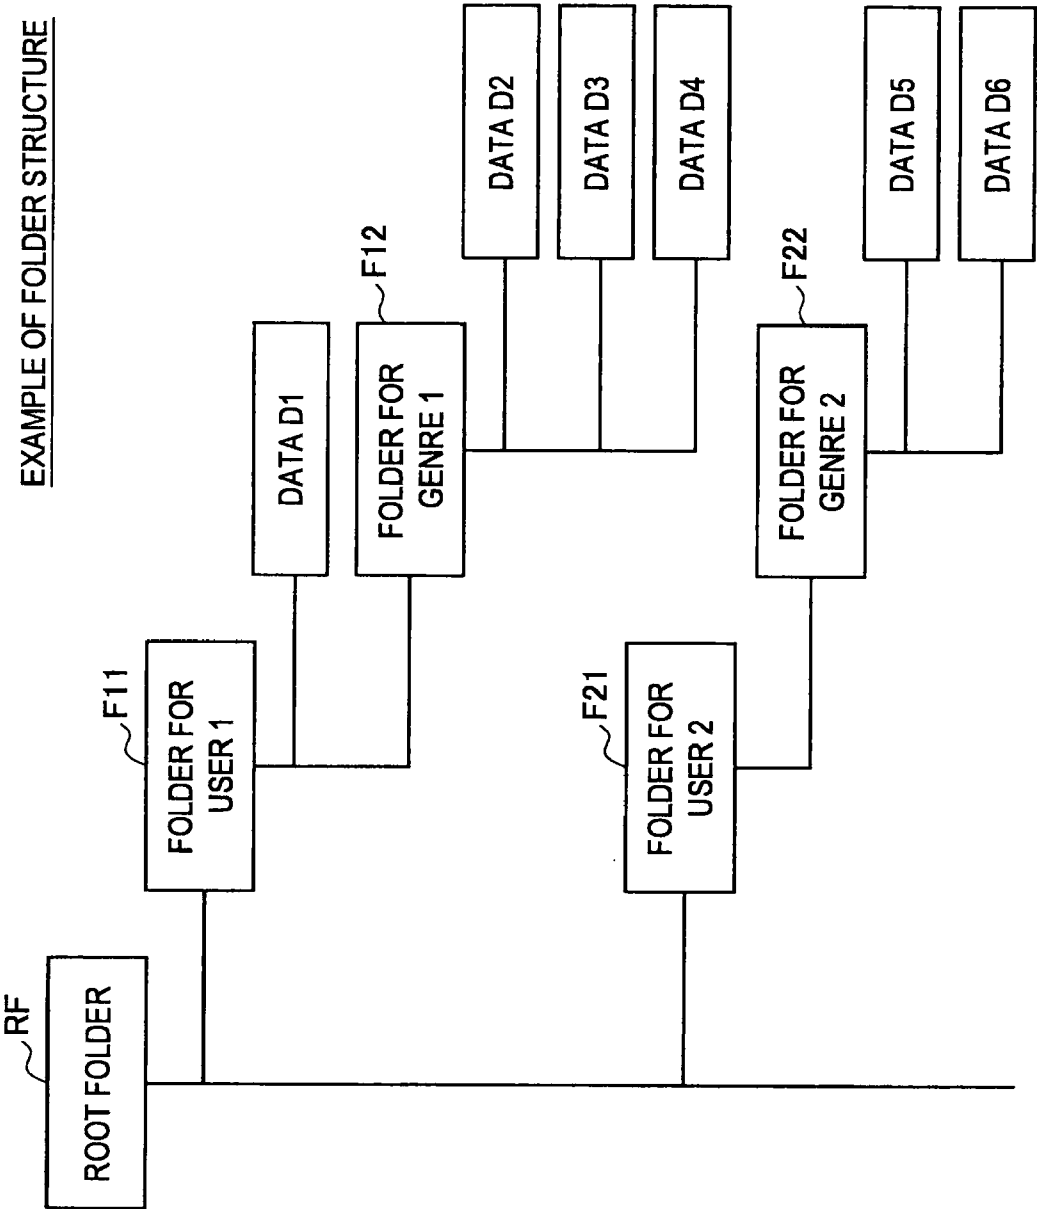 EXAMPLE OF FOLDER STRUCTURE
RF
ROOT FOLDER
F11
FOLDER FOR
USER 1
DATA D1
F12
FOLDER FOR
GENRE 1
DATA D2
DATA D3
DATA D4
F21
FOLDER FOR
USER 2
F22
FOLDER FOR
GENRE 2
DATA D5
DATA D6